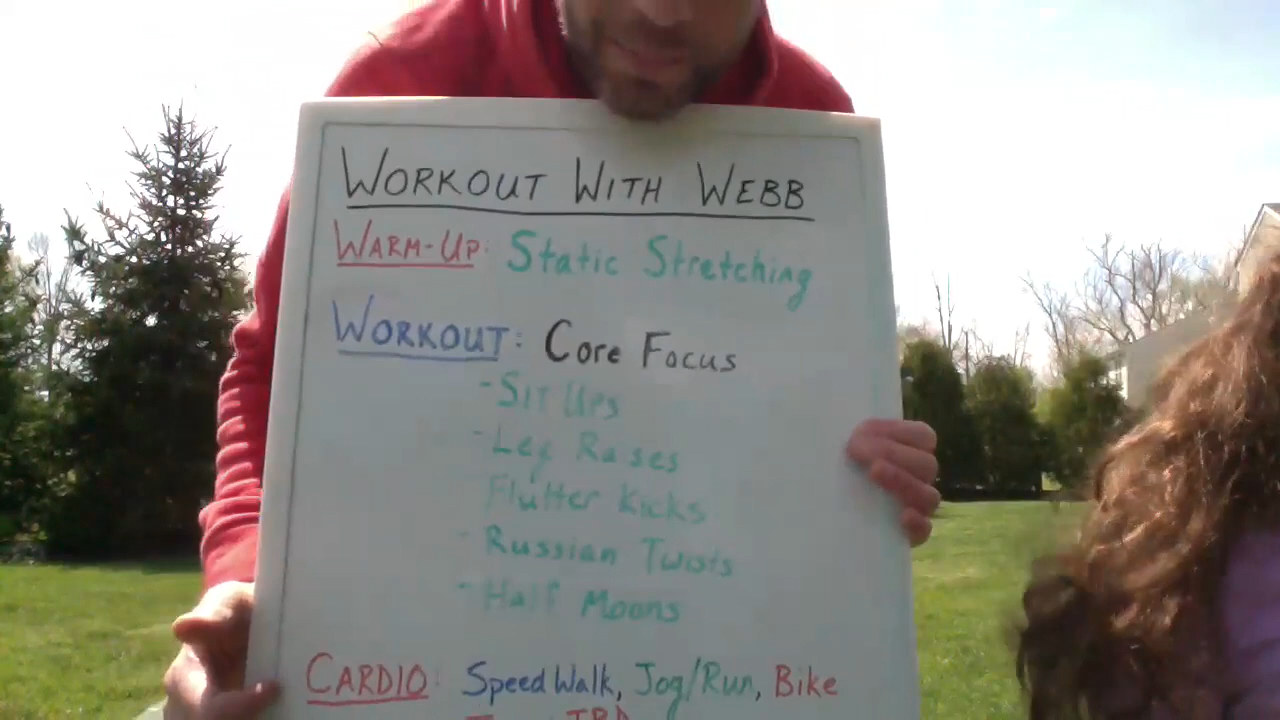 WORKOUT WITH WEBB
WARM-UP: Static Stretching
WORKOUT: Core Focus
- Sit Ups
- Leg Raises
Flutter Kicks
- Russian Twists
- Half Moons
CARDIO: Speed Walk, Jog/Run, Bike